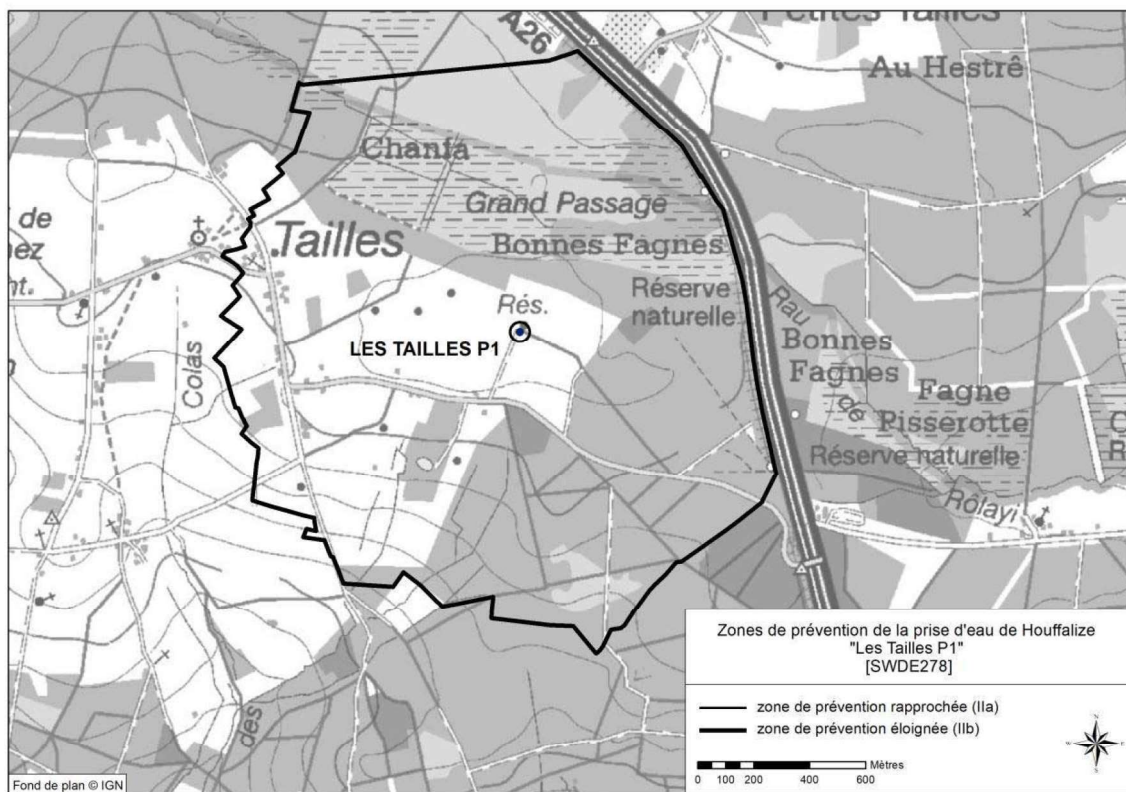 A26
Petites Tailles
Au Hestrê
Chanfa
Grand Passage
de
nez
nt.
Tailles
Bonnes Fagnes
Réserve
naturelle
Rés.
LES TAILLES P1
Colas
Rau
de
Bonnes
Fagnes
Fagne
Pisserotte
Réserve naturelle
C
R
Rôlayi
des
Zones de prévention de la prise d'eau de Houffalize
"Les Tailles P1"
[SWDE278]
zone de prévention rapprochée (IIa)
zone de prévention éloignée (IIb)
Mètres
0 100 200 400 600
N
W E
S
Fond de plan © IGN